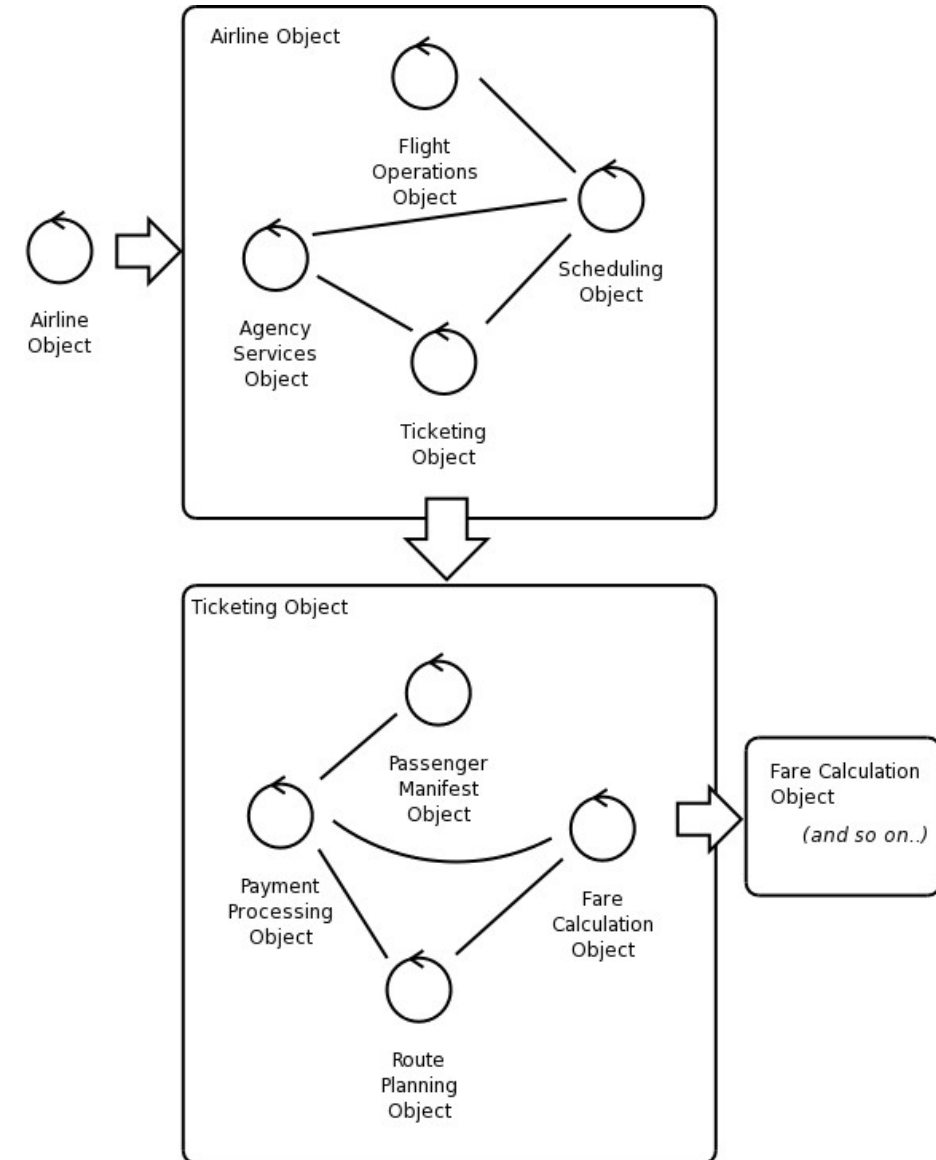 Airline Object
Flight
Operations
Object
Scheduling
Object
Airline
Object
Agency
Services
Object
Ticketing
Object
Ticketing Object
Passenger
Manifest
Object
Fare Calculation
Object
(and so on..)
Payment
Processing
Object
Fare
Calculation
Object
Route
Planning
Object